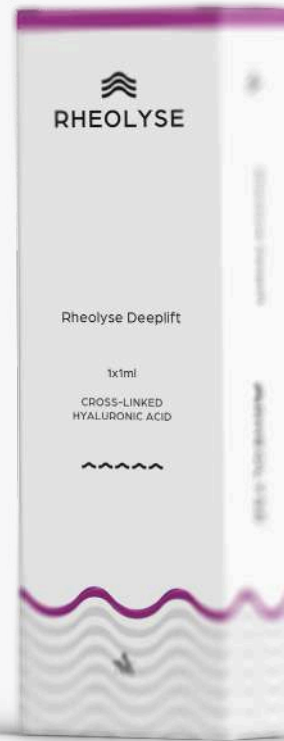 RHEOLYSE
Rheolyse Deeplift
1x1ml
CROSS-LINKED
HYALURONIC ACID